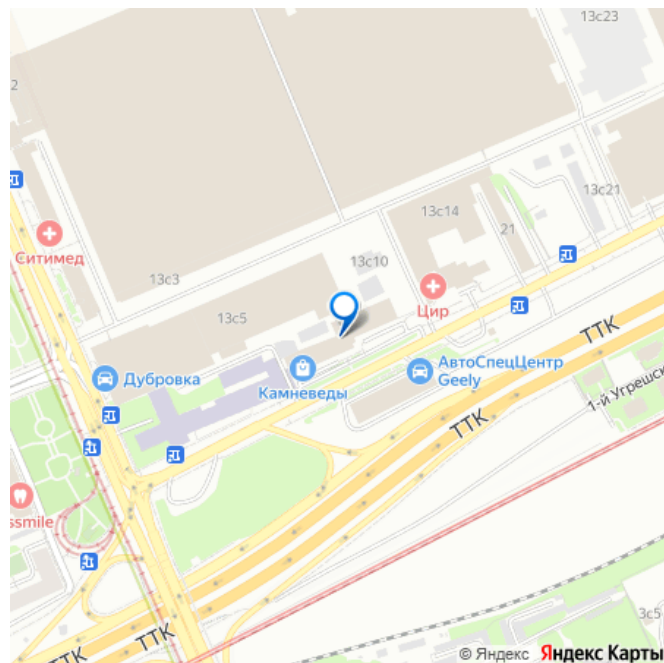 13с23
2
13с21
13с14
21
Ситимед
13с10
13с3
Цир
13с5
ТТК
АвтоСпецЦентр
Geely
Дубровка
Камневеды
1-й Угрешск
ТТК
ssmile
3с5
ТТК
ТТК
© Яндекс Яндекс Карты